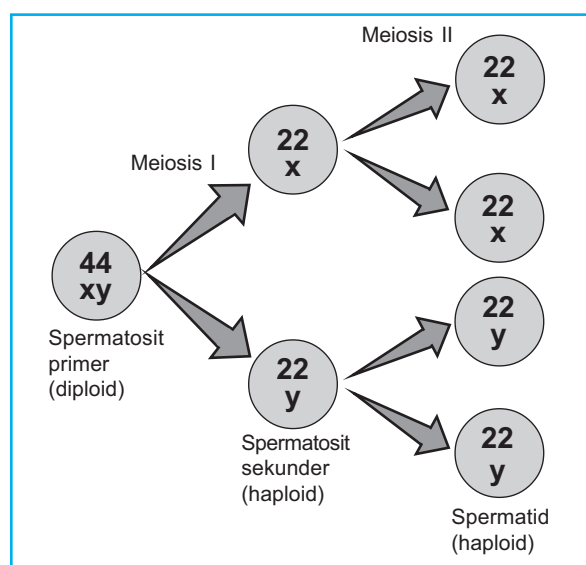 Meiosis II
22
x
22
x
Meiosis I
22
x
44
xy
Spermatosit
primer
(diploid)
22
y
22
y
Spermatosit
sekunder
(haploid)
22
y
Spermatid
(haploid)